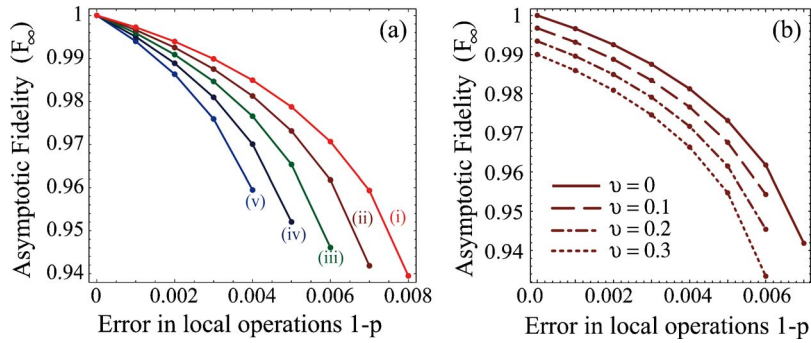 (a)
1
0.99
0.98
0.97
0.96
0.95
0.94
Asymptotic Fidelity (F∞)
(v)
(iv)
(iii)
(ii)
(i)
0
0.002
0.004
0.006
0.008
Error in local operations 1-p
(b)
1
0.99
0.98
0.97
0.96
0.95
0.94
Asymptotic Fidelity (F∞)
υ = 0
υ = 0.1
υ = 0.2
υ = 0.3
0.0
0.002
0.004
0.006
Error in local operations 1-p